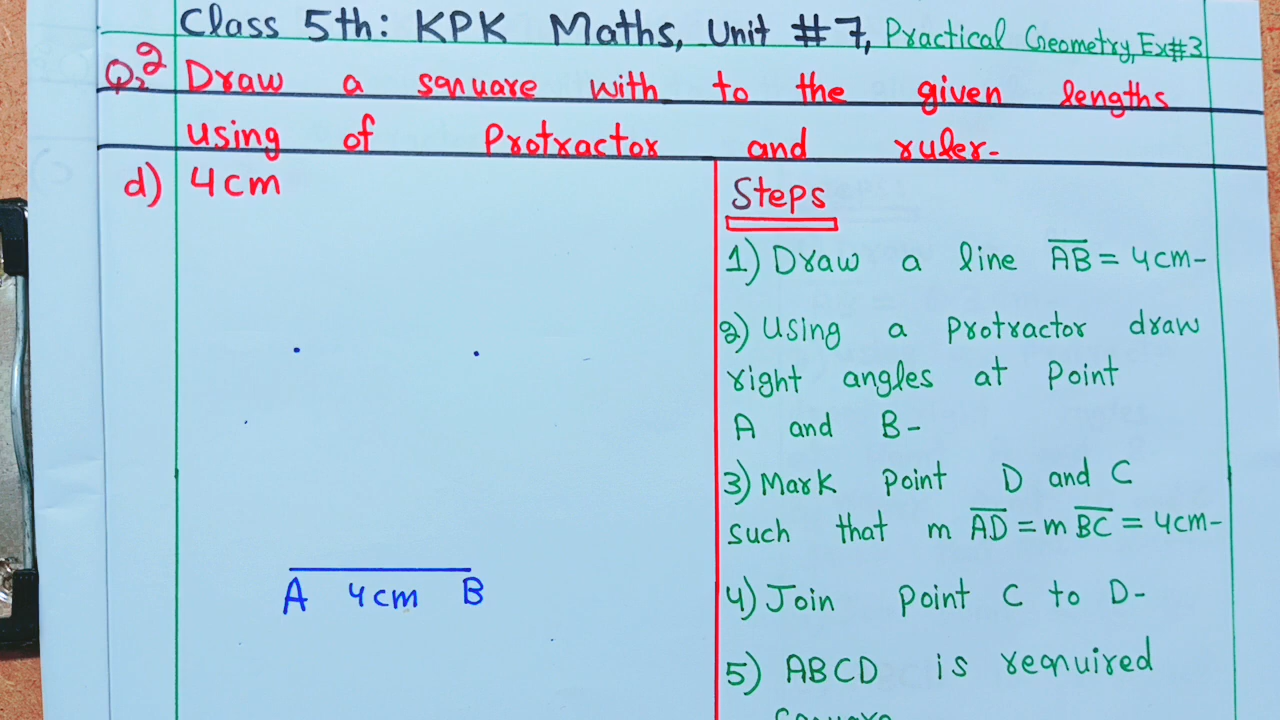 Class 5th: KPK Maths, Unit #7, Practical Geometry, Ex#3
Q2 Draw a square with to the given lengths
using of Protractor and ruler-
d) 4cm
Steps
1) Draw a line AB = 4cm-
2) Using a protractor draw
right angles at point
A and B-
3) Mark point D and C
such that m AD = m BC = 4cm-
4) Join point C to D-
5) ABCD is required
square
A 4cm B